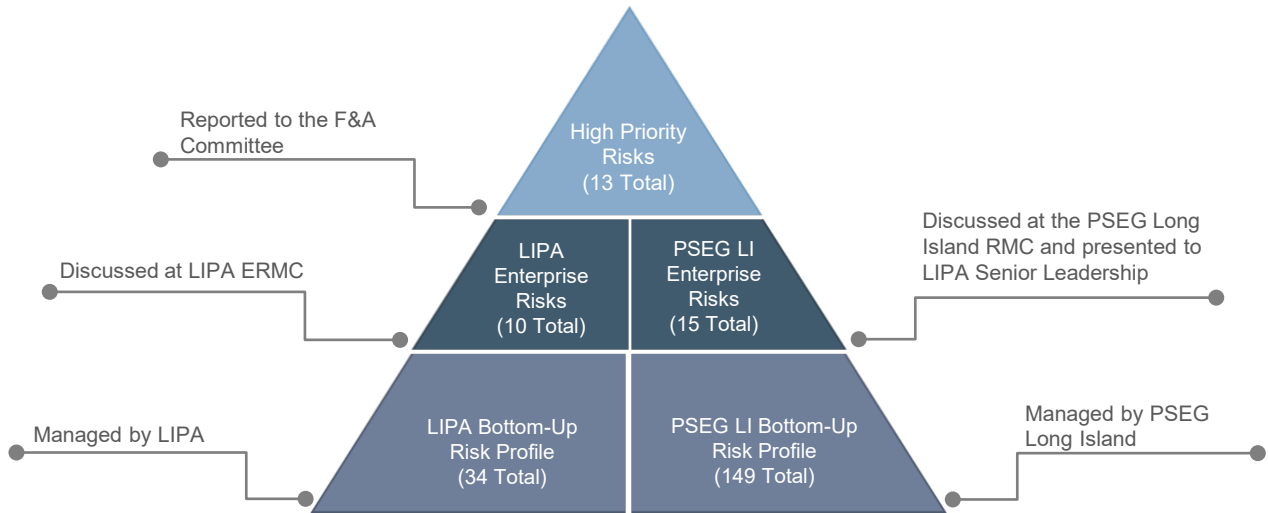 Reported to the F&A
Committee
High Priority
Risks
(13 Total)
Discussed at LIPA ERMC
LIPA
Enterprise
Risks
(10 Total)
PSEG LI
Enterprise
Risks
(15 Total)
Discussed at the PSEG Long
Island RMC and presented to
LIPA Senior Leadership
Managed by LIPA
LIPA Bottom-Up
Risk Profile
(34 Total)
PSEG LI Bottom-Up
Risk Profile
(149 Total)
Managed by PSEG
Long Island